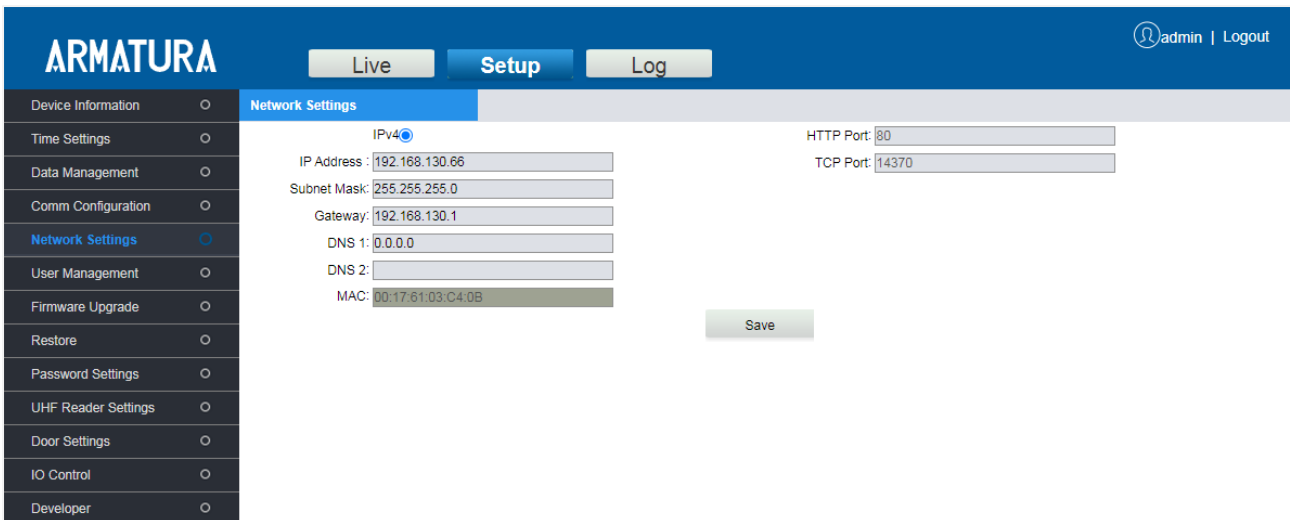 ARMATURA
Live
Setup
Log
admin | Logout
Device Information
Time Settings
Data Management
Comm Configuration
Network Settings
User Management
Firmware Upgrade
Restore
Password Settings
UHF Reader Settings
Door Settings
IO Control
Developer
Network Settings
IPv4
IP Address : 192.168.130.66
Subnet Mask: 255.255.255.0
Gateway: 192.168.130.1
DNS 1: 0.0.0.0
DNS 2:
MAC: 00:17:61:03:C4:0B
HTTP Port: 80
TCP Port: 14370
Save